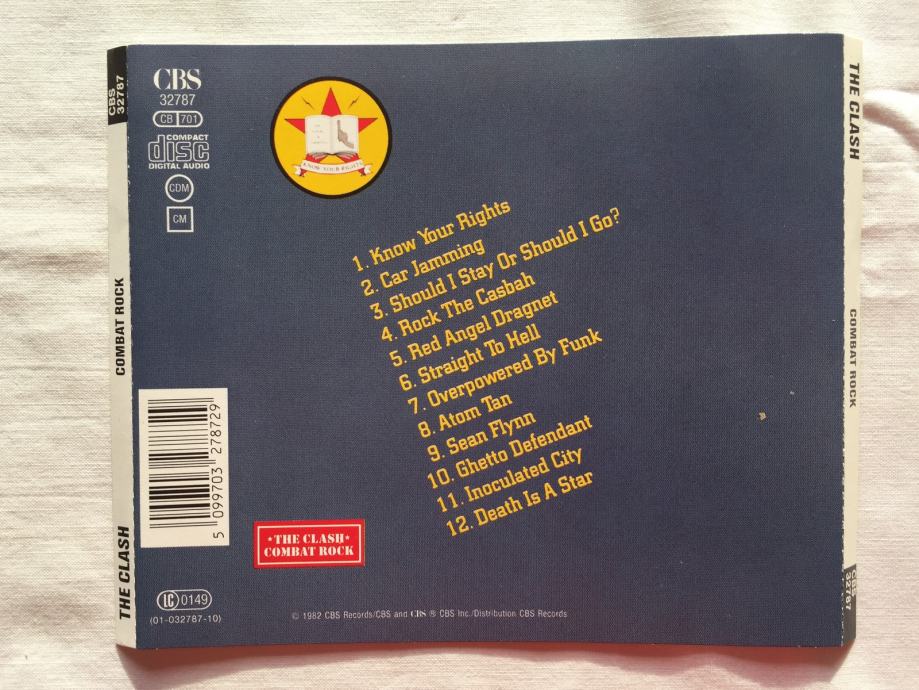 CBS
32787
CB 701
COMPACT
disc
DIGITAL AUDIO
CDM
CM
KNOW YOUR RIGHTS
1. Know Your Rights
2. Car Jamming
3. Should I Stay Or Should I Go?
4. Rock The Casbah
5. Red Angel Dragnet
6. Straight To Hell
7. Overpowered By Funk
8. Atom Tan
9. Sean Flynn
10. Ghetto Defendant
11. Inoculated City
12. Death Is A Star
5 099703 278729
★THE CLASH★
COMBAT ROCK
LC 0149
(01-032787-10)
© 1982 CBS Records/CBS and CBS ® CBS Inc./Distribution CBS Records
THE CLASH
COMBAT ROCK
CBS
32787
THE CLASH
COMBAT ROCK
CBS
32787